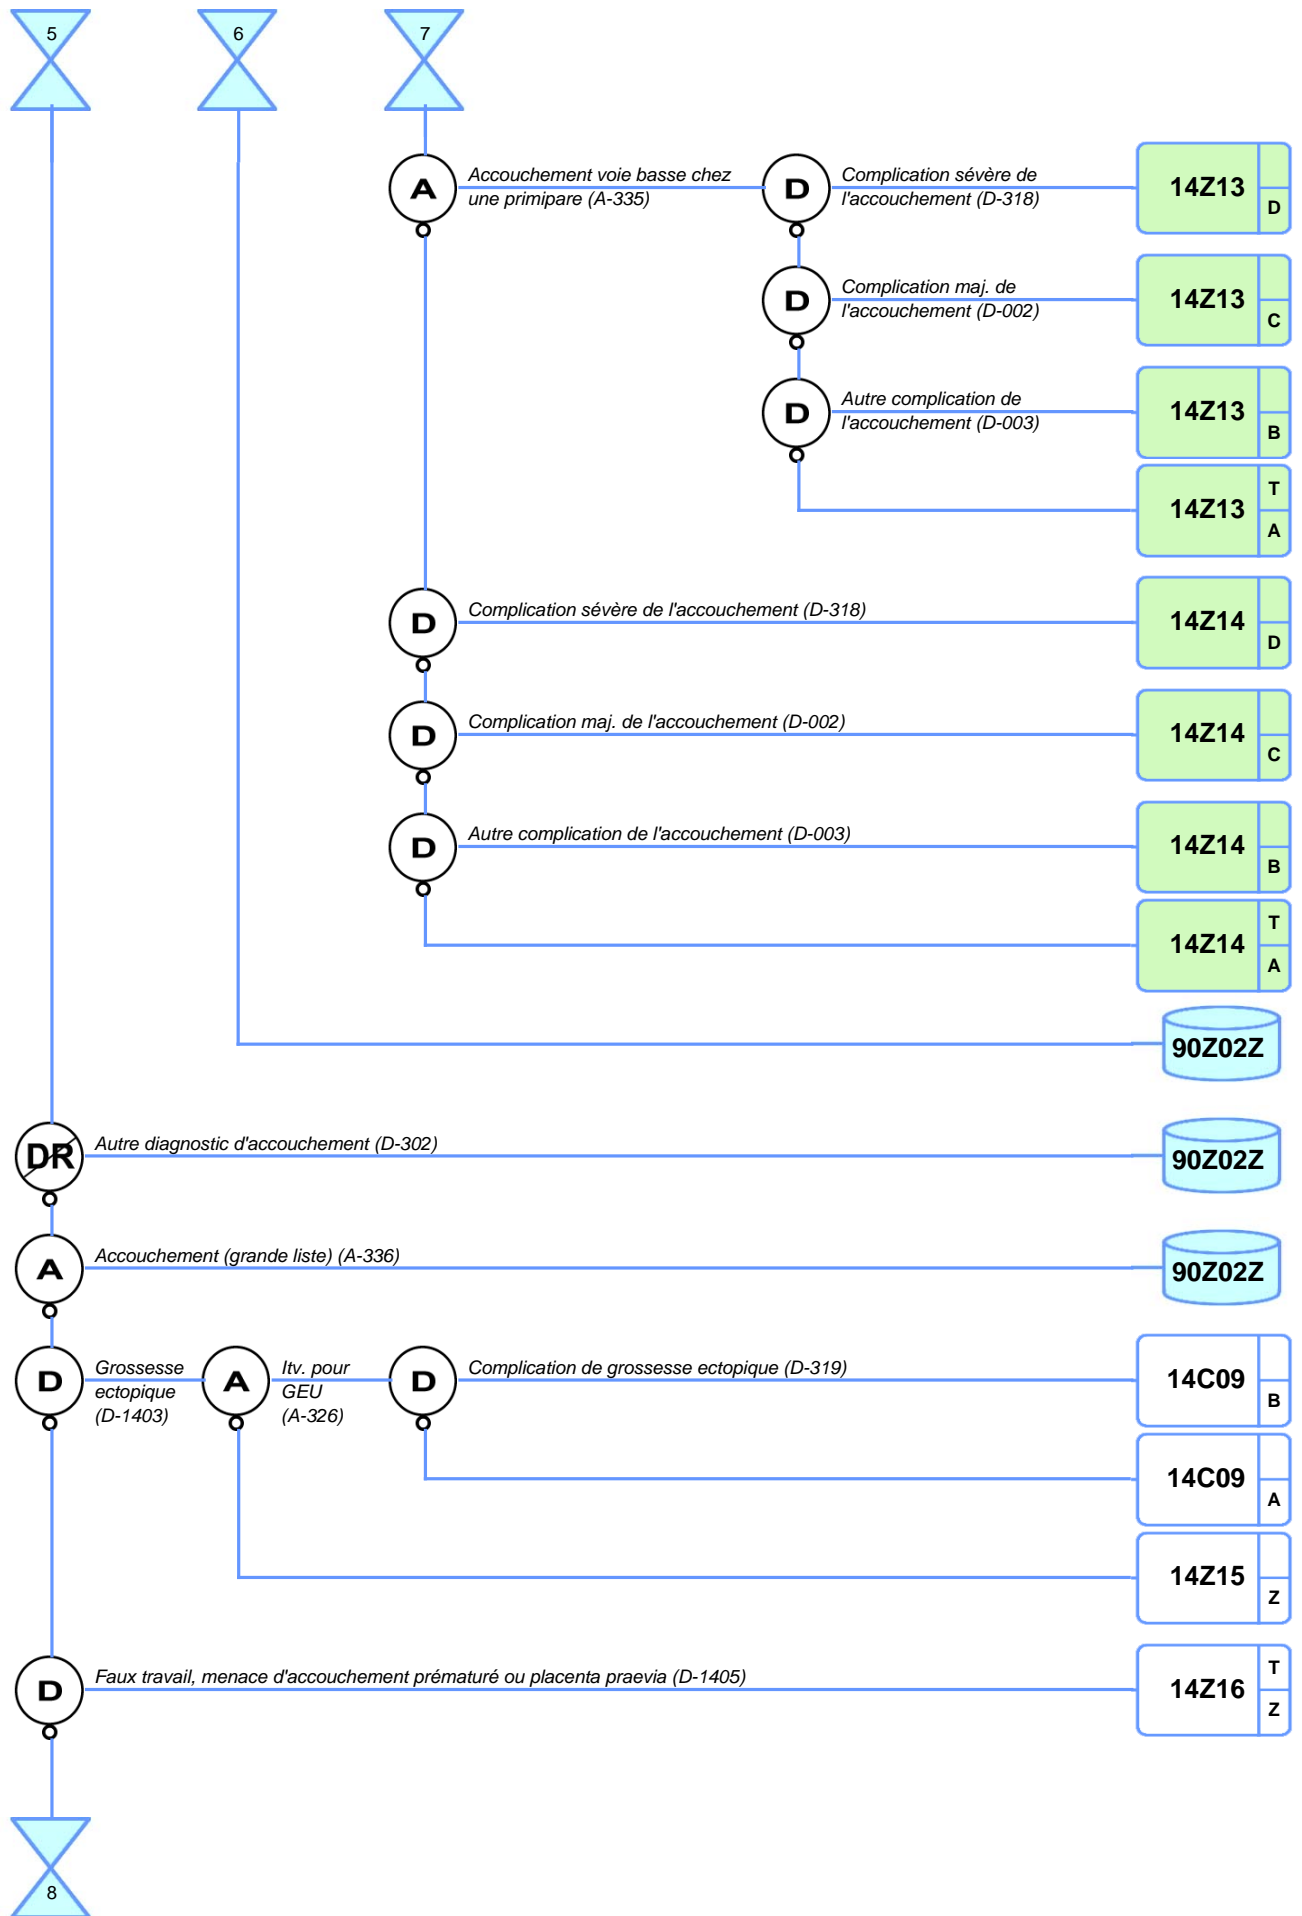 5
6
7
A
Accouchement voie basse chez
une primipare (A-335)
D
Complication sévère de
l'accouchement (D-318)
14Z13
D
D
Complication maj. de
l'accouchement (D-002)
14Z13
C
D
Autre complication de
l'accouchement (D-003)
14Z13
B
14Z13
T
A
D
Complication sévère de l'accouchement (D-318)
14Z14
D
D
Complication maj. de l'accouchement (D-002)
14Z14
C
D
Autre complication de l'accouchement (D-003)
14Z14
B
14Z14
T
A
90Z02Z
DR
Autre diagnostic d'accouchement (D-302)
90Z02Z
A
Accouchement (grande liste) (A-336)
90Z02Z
D
Grossesse
ectopique
(D-1403)
A
Itv. pour
GEU
(A-326)
D
Complication de grossesse ectopique (D-319)
14C09
B
14C09
A
14Z15
Z
D
Faux travail, menace d'accouchement prématuré ou placenta praevia (D-1405)
14Z16
T
Z
8